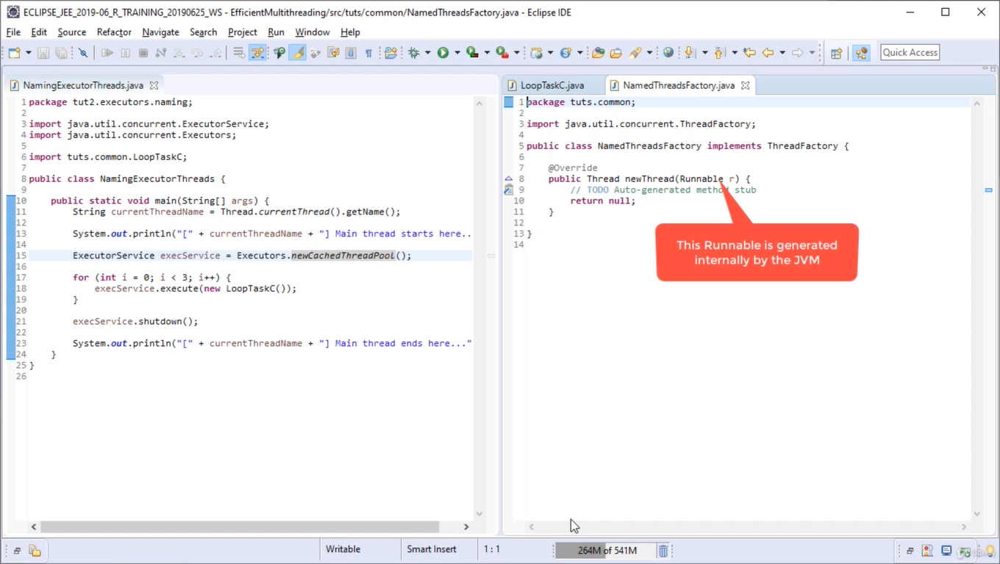 ECLIPSE_JEE_2019-06_R_TRAINING_20190625_WS - EfficientMultithreading/src/tuts/common/NamedThreadsFactory.java - Eclipse IDE
File Edit Source Refactor Navigate Search Project Run Window Help
Quick Access
NamingExecutorThreads.java
1 package tut2.executors.naming;
2
3 import java.util.concurrent.ExecutorService;
4 import java.util.concurrent.Executors;
5
6 import tuts.common.LoopTaskC;
7
8 public class NamingExecutorThreads {
9
10 public static void main(String[] args) {
11 String currentThreadName = Thread.currentThread().getName();
12
13 System.out.println("[" + currentThreadName + "] Main thread starts here..
14
15 ExecutorService execService = Executors.newCachedThreadPool();
16
17 for (int i = 0; i < 3; i++) {
18 execService.execute(new LoopTaskC());
19 }
20
21 execService.shutdown();
22
23 System.out.println("[" + currentThreadName + "] Main thread ends here..."
24 }
25 }
26
LoopTaskC.java NamedThreadsFactory.java
1 package tuts.common;
2
3 import java.util.concurrent.ThreadFactory;
4
5 public class NamedThreadsFactory implements ThreadFactory {
6
7 @Override
8 public Thread newThread(Runnable r) {
9 // TODO Auto-generated method stub
10 return null;
11 }
12
13 }
14
This Runnable is generated
internally by the JVM
Writable Smart Insert 1 : 1 264M of 541M